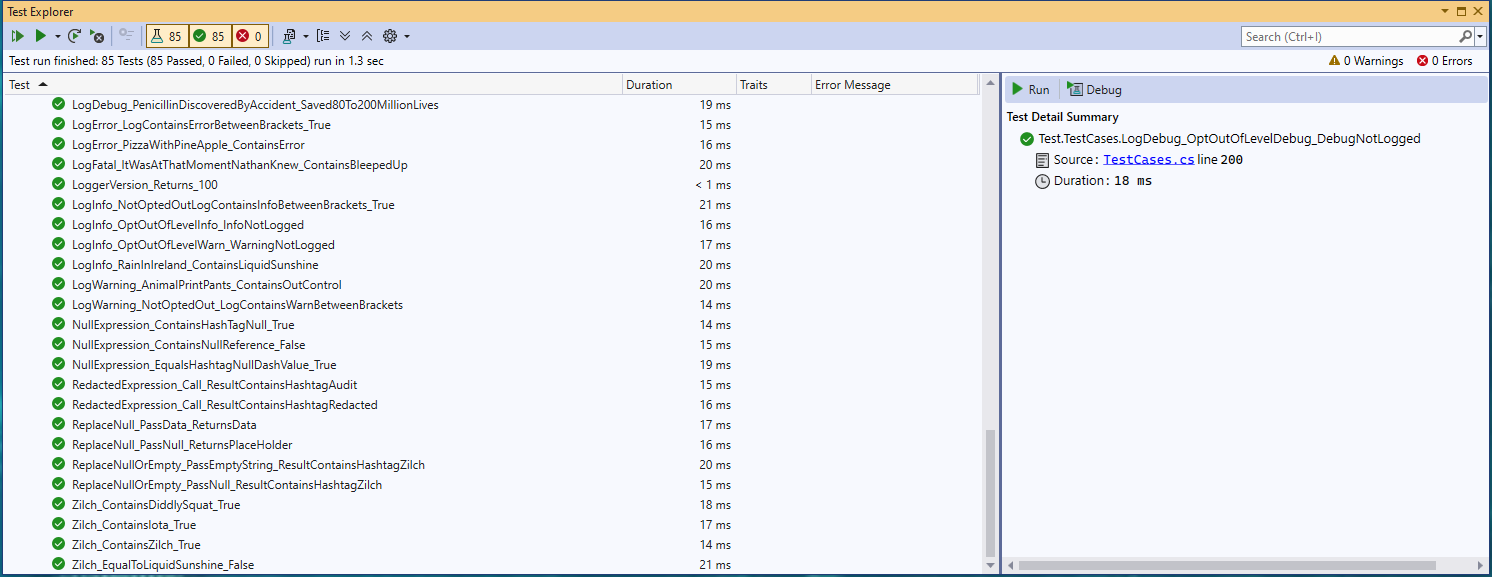 Test Explorer
85 85 0
Search (Ctrl+I)
Test run finished: 85 Tests (85 Passed, 0 Failed, 0 Skipped) run in 1.3 sec
0 Warnings 0 Errors
Test Duration Traits Error Message
LogDebug_PenicillinDiscoveredByAccident_Saved80To200MillionLives 19 ms
LogError_LogContainsErrorBetweenBrackets_True 15 ms
LogError_PizzaWithPineApple_ContainsError 16 ms
LogFatal_ItWasAtThatMomentNathanKnew_ContainsBleepedUp 20 ms
LoggerVersion_Returns_100 < 1 ms
LogInfo_NotOptedOutLogContainsInfoBetweenBrackets_True 21 ms
LogInfo_OptOutOfLevelInfo_InfoNotLogged 16 ms
LogInfo_OptOutOfLevelWarn_WarningNotLogged 17 ms
LogInfo_RainInIreland_ContainsLiquidSunshine 20 ms
LogWarning_AnimalPrintPants_ContainsOutControl 20 ms
LogWarning_NotOptedOut_LogContainsWarnBetweenBrackets 14 ms
NullExpression_ContainsHashTagNull_True 14 ms
NullExpression_ContainsNullReference_False 15 ms
NullExpression_EqualsHashtagNullDashValue_True 19 ms
RedactedExpression_Call_ResultContainsHashtagAudit 15 ms
RedactedExpression_Call_ResultContainsHashtagRedacted 16 ms
ReplaceNull_PassData_ReturnsData 17 ms
ReplaceNull_PassNull_ReturnsPlaceHolder 16 ms
ReplaceNullOrEmpty_PassEmptyString_ResultContainsHashtagZilch 20 ms
ReplaceNullOrEmpty_PassNull_ResultContainsHashtagZilch 15 ms
Zilch_ContainsDiddlySquat_True 18 ms
Zilch_ContainsIota_True 17 ms
Zilch_ContainsZilch_True 14 ms
Zilch_EqualToLiquidSunshine_False 21 ms
Run Debug
Test Detail Summary
Test.TestCases.LogDebug_OptOutOfLevelDebug_DebugNotLogged
Source: TestCases.cs line 200
Duration: 18 ms